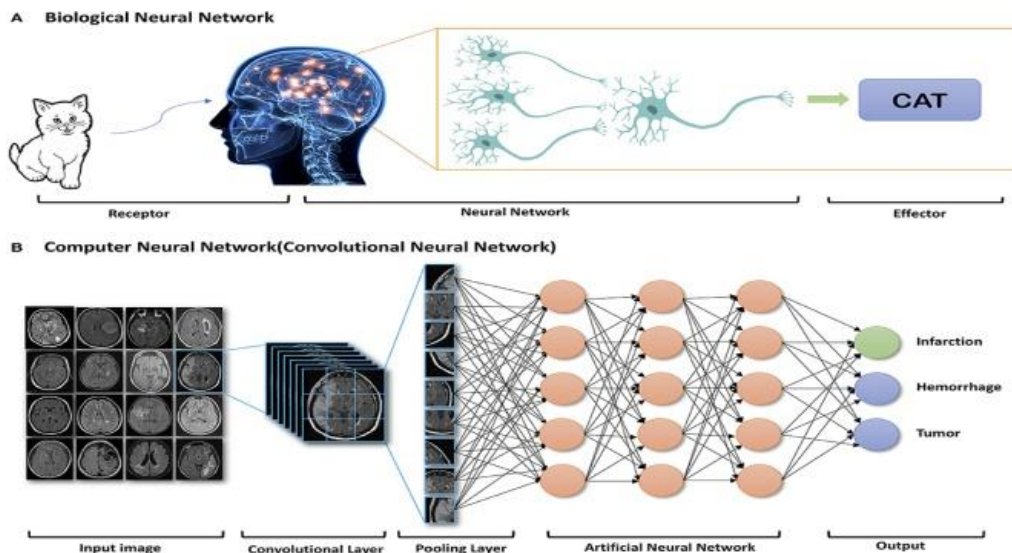 A Biological Neural Network
CAT
Receptor
Neural Network
Effector
B Computer Neural Network(Convolutional Neural Network)
Infarction
Hemorrhage
Tumor
Input image
Convolutional Layer
Pooling Layer
Artificial Neural Network
Output